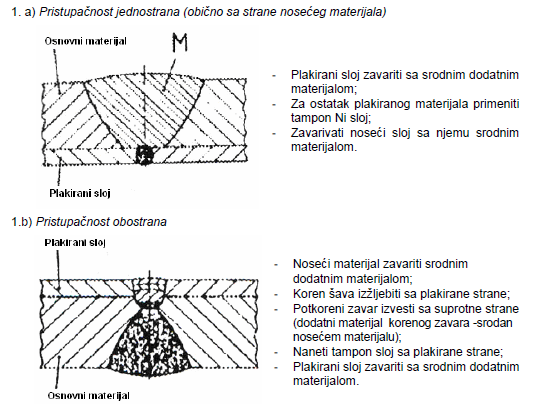 1. a) Pristupačnost jednostrana (obično sa strane nosećeg materijala)
Osnovni materijal
M
- Plakirani sloj zavariti sa srodnim dodatnim
materijalom;
- Za ostatak plakiranog materijala primeniti
tampon Ni sloj;
- Zavarivati noseći sloj sa njemu srodnim
materijalom.
Plakirani sloj
1.b) Pristupačnost obostrana
Plakirani sloj
- Noseći materijal zavariti srodnim
dodatnim materijalom;
- Koren šava izžljebiti sa plakirane strane;
- Potkoreni zavar izvesti sa suprotne strane
(dodatni materijal korenog zavara -srodan
nosećem materijalu);
- Naneti tampon sloj sa plakirane strane;
- Plakirani sloj zavariti sa srodnim dodatnim
materijalom.
Osnovni materijal